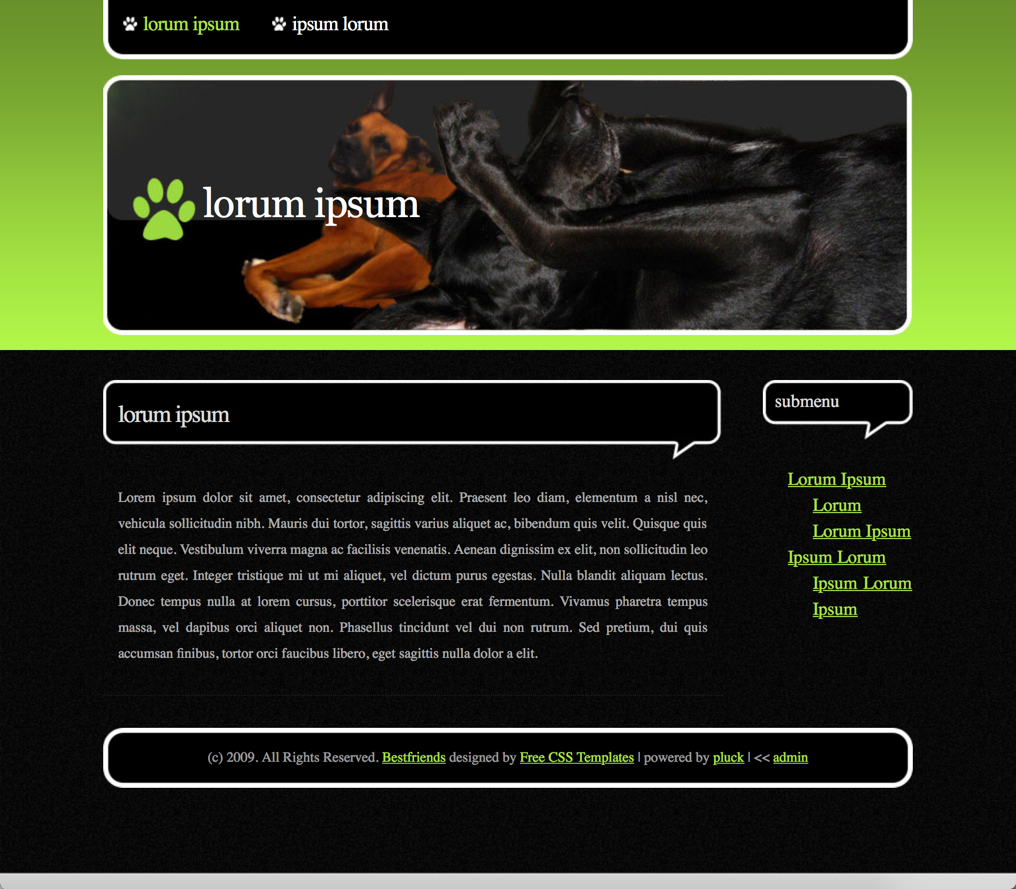 lorum ipsum
ipsum lorum
lorum ipsum
lorum ipsum
submenu
Lorem ipsum dolor sit amet, consectetur adipiscing elit. Praesent leo diam, elementum a nisl nec,
vehicula sollicitudin nibh. Mauris dui tortor, sagittis varius aliquet ac, bibendum quis velit. Quisque quis
elit neque. Vestibulum viverra magna ac facilisis venenatis. Aenean dignissim ex elit, non sollicitudin leo
rutrum eget. Integer tristique mi ut mi aliquet, vel dictum purus egestas. Nulla blandit aliquam lectus.
Donec tempus nulla at lorem cursus, porttitor scelerisque erat fermentum. Vivamus pharetra tempus
massa, vel dapibus orci aliquet non. Phasellus tincidunt vel dui non rutrum. Sed pretium, dui quis
accumsan finibus, tortor orci faucibus libero, eget sagittis nulla dolor a elit.
Lorum Ipsum
Lorum
Lorum Ipsum
Ipsum Lorum
Ipsum Lorum
Ipsum
(c) 2009. All Rights Reserved. Bestfriends designed by Free CSS Templates | powered by pluck | << admin